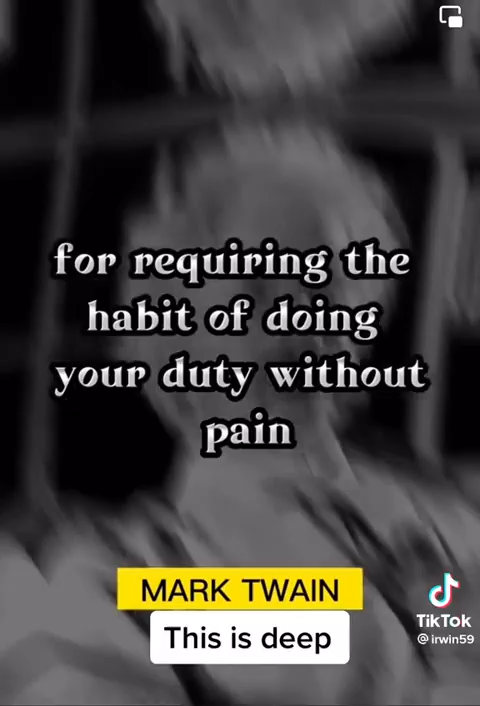 for requiring the
habit of doing
your duty without
pain
MARK TWAIN
This is deep
TikTok
@irwin59